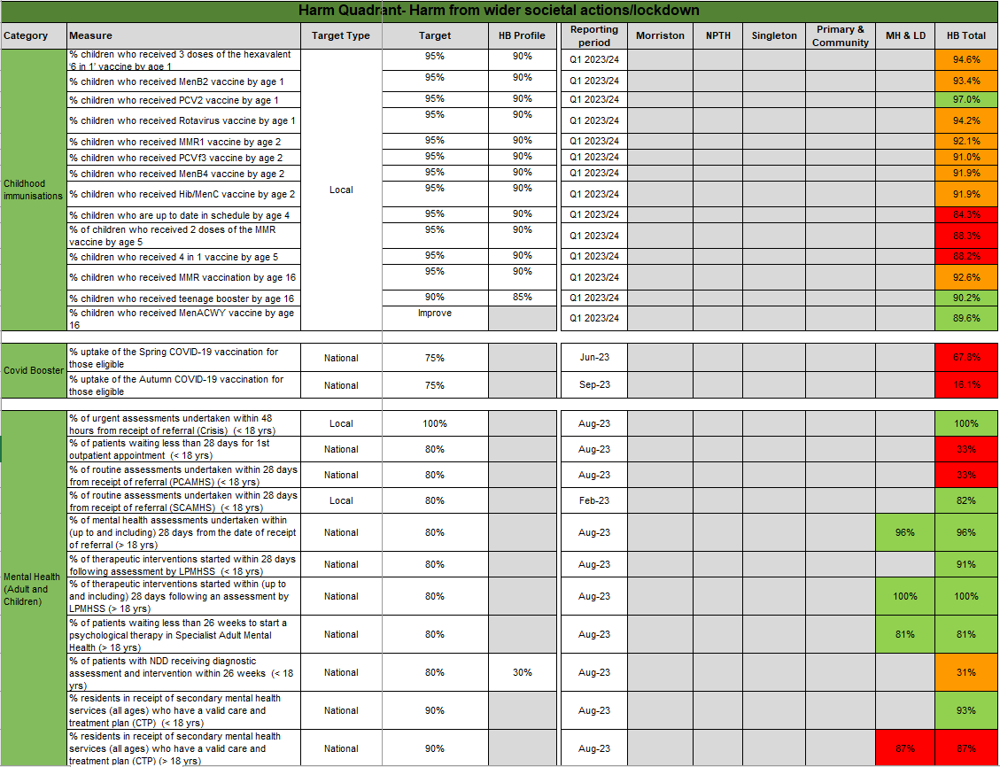 Harm Quadrant- Harm from wider societal actions/lockdown
Category Measure Target Type Target HB Profile Reporting period Morriston NPTH Singleton Primary & Community MH & LD HB Total
Childhood immunisations
Local
% children who received 3 doses of the hexavalent '6 in 1' vaccine by age 1 95% 90% Q1 2023/24 94.6%
% children who received MenB2 vaccine by age 1 95% 90% Q1 2023/24 93.4%
% children who received PCV2 vaccine by age 1 95% 90% Q1 2023/24 97.0%
% children who received Rotavirus vaccine by age 1 95% 90% Q1 2023/24 94.2%
% children who received MMR1 vaccine by age 2 95% 90% Q1 2023/24 92.1%
% children who received PCVf3 vaccine by age 2 95% 90% Q1 2023/24 91.0%
% children who received MenB4 vaccine by age 2 95% 90% Q1 2023/24 91.9%
% children who received Hib/MenC vaccine by age 2 95% 90% Q1 2023/24 91.9%
% children who are up to date in schedule by age 4 95% 90% Q1 2023/24 84.3%
% of children who received 2 doses of the MMR vaccine by age 5 95% 90% Q1 2023/24 88.3%
% children who received 4 in 1 vaccine by age 5 95% 90% Q1 2023/24 88.2%
% children who received MMR vaccination by age 16 95% 90% Q1 2023/24 92.6%
% children who received teenage booster by age 16 90% 85% Q1 2023/24 90.2%
% children who received MenACWY vaccine by age 16 Improve Q1 2023/24 89.6%
Covid Booster
% uptake of the Spring COVID-19 vaccination for those eligible National 75% Jun-23 67.8%
% uptake of the Autumn COVID-19 vaccination for those eligible National 75% Sep-23 16.1%
Mental Health (Adult and Children)
% of urgent assessments undertaken within 48 hours from receipt of referral (Crisis) (< 18 yrs) Local 100% Aug-23 100%
% of patients waiting less than 28 days for 1st outpatient appointment (< 18 yrs) National 80% Aug-23 33%
% of routine assessments undertaken within 28 days from receipt of referral (PCAMHS) (< 18 yrs) National 80% Aug-23 33%
% of routine assessments undertaken within 28 days from receipt of referral (SCAMHS) (< 18 yrs) Local 80% Feb-23 82%
% of mental health assessments undertaken within (up to and including) 28 days from the date of receipt of referral (> 18 yrs) National 80% Aug-23 96% 96%
% of therapeutic interventions started within 28 days following assessment by LPMHSS (< 18 yrs) National 80% Aug-23 91%
% of therapeutic interventions started within (up to and including) 28 days following an assessment by LPMHSS (> 18 yrs) National 80% Aug-23 100% 100%
% of patients waiting less than 26 weeks to start a psychological therapy in Specialist Adult Mental Health (> 18 yrs) National 80% Aug-23 81% 81%
% of patients with NDD receiving diagnostic assessment and intervention within 26 weeks (< 18 yrs) National 80% 30% Aug-23 31%
% residents in receipt of secondary mental health services (all ages) who have a valid care and treatment plan (CTP) (< 18 yrs) National 90% Aug-23 93%
% residents in receipt of secondary mental health services (all ages) who have a valid care and treatment plan (CTP) (> 18 yrs) National 90% Aug-23 87% 87%